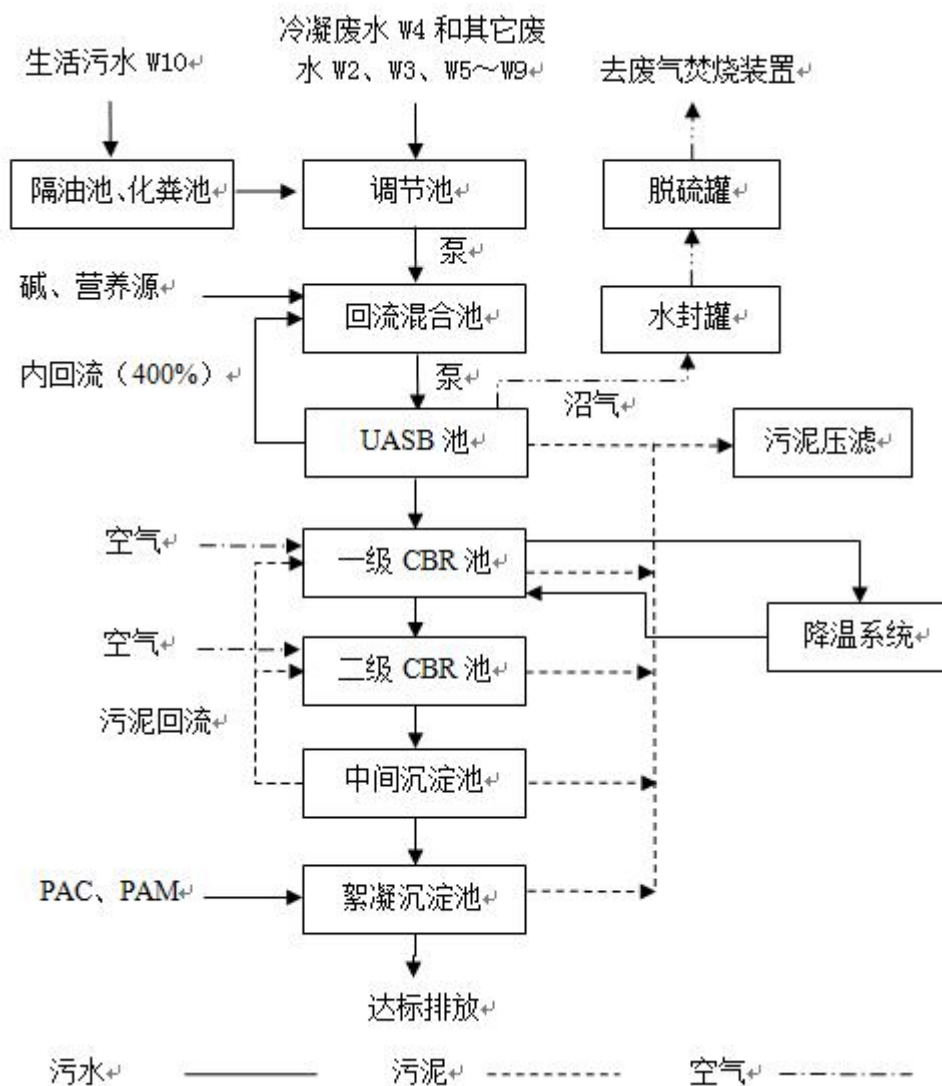 冷凝废水 W4 和其它废
水 W2、W3、W5～W9
生活污水 W10
去废气焚烧装置
隔油池、化粪池
调节池
脱硫罐
泵
碱、营养源
回流混合池
水封罐
内回流（400%）
泵
沼气
UASB 池
污泥压滤
空气
一级 CBR 池
降温系统
空气
二级 CBR 池
污泥回流
中间沉淀池
PAC、PAM
絮凝沉淀池
达标排放
污水
污泥
空气